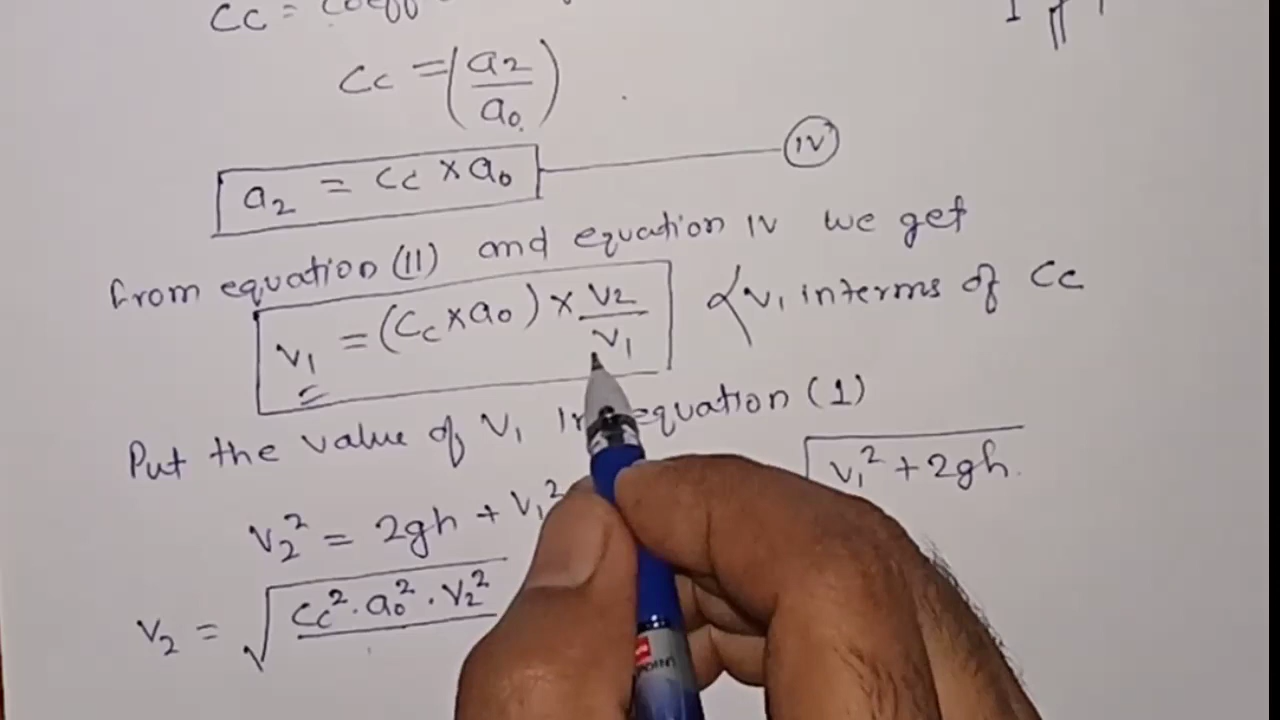 Cc =
Cc = (a2/a0)
a2 = Cc × a0 —— (IV)
From equation (II) and equation IV we get
v1 = (Cc × a0) × v2/v1 < v1 interms of Cc
Put the value of v1 equation (1)
v2² = 2gh + v1² √v1² + 2gh
v2 = √Cc² · a0² · v2²